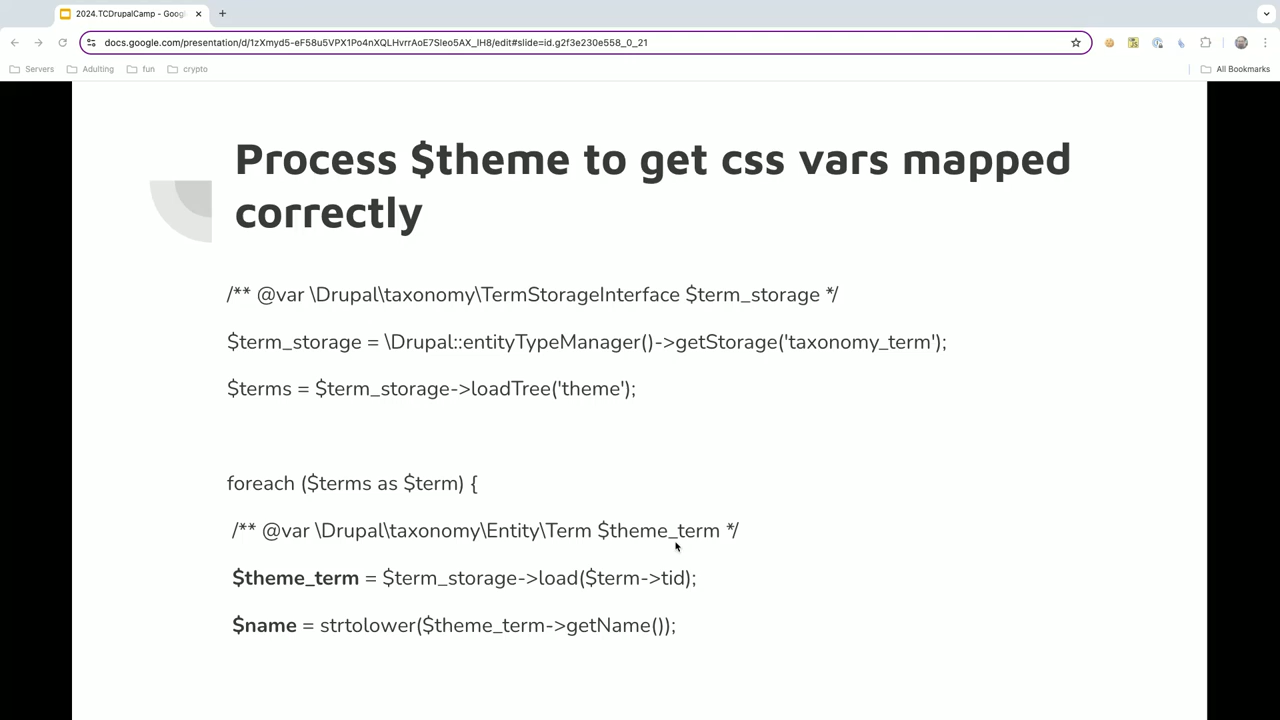 2024.TCDrupalCamp - Googl
docs.google.com/presentation/d/1zXmyd5-eF58u5VPX1Po4nXQLHvrrAoE7Sleo5AX_lH8/edit#slide=id.g2f3e230e558_0_21
Servers
Adulting
fun
crypto
All Bookmarks
Process $theme to get css vars mapped
correctly
/** @var \Drupal\taxonomy\TermStorageInterface $term_storage */
$term_storage = \Drupal::entityTypeManager()->getStorage('taxonomy_term');
$terms = $term_storage->loadTree('theme');
foreach ($terms as $term) {
/** @var \Drupal\taxonomy\Entity\Term $theme_term */
$theme_term = $term_storage->load($term->tid);
$name = strtolower($theme_term->getName());